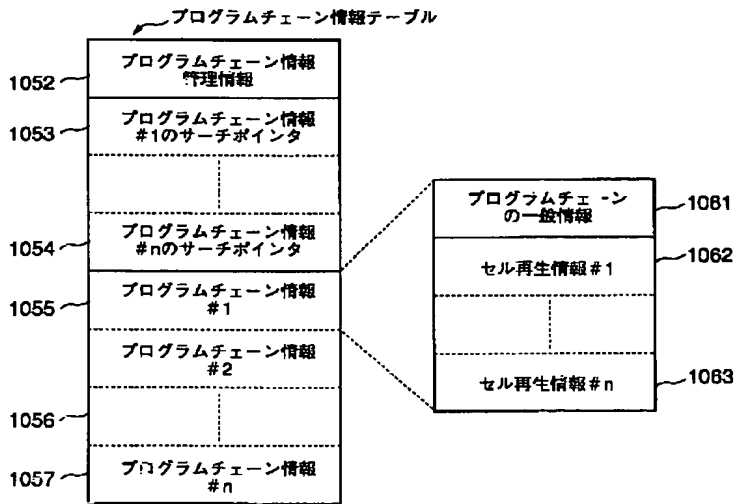 プログラムチェーン情報テーブル
1052
プログラムチェーン情報
管理情報
1053
プログラムチェーン情報
#1のサーチポインタ
1054
プログラムチェーン情報
#nのサーチポインタ
1055
プログラムチェーン情報
#1
プログラムチェーン情報
#2
1056
1057
プログラムチェーン情報
#n
プログラムチェーン
の一般情報
1061
セル再生情報#1
1062
セル再生情報#n
1063